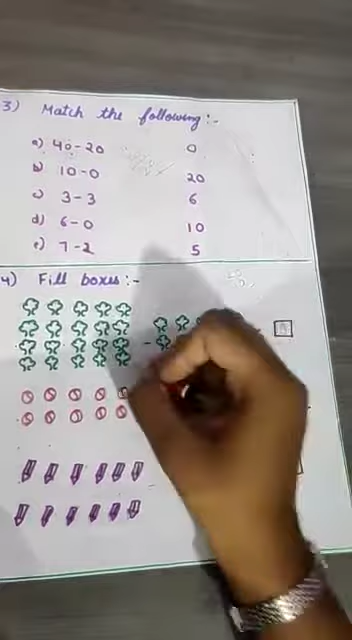 3) Match the following :-
a) 40-20 0
b) 10-0 20
c) 3-3 6
d) 6-0 10
e) 7-2 5
4) Fill boxes :-
-